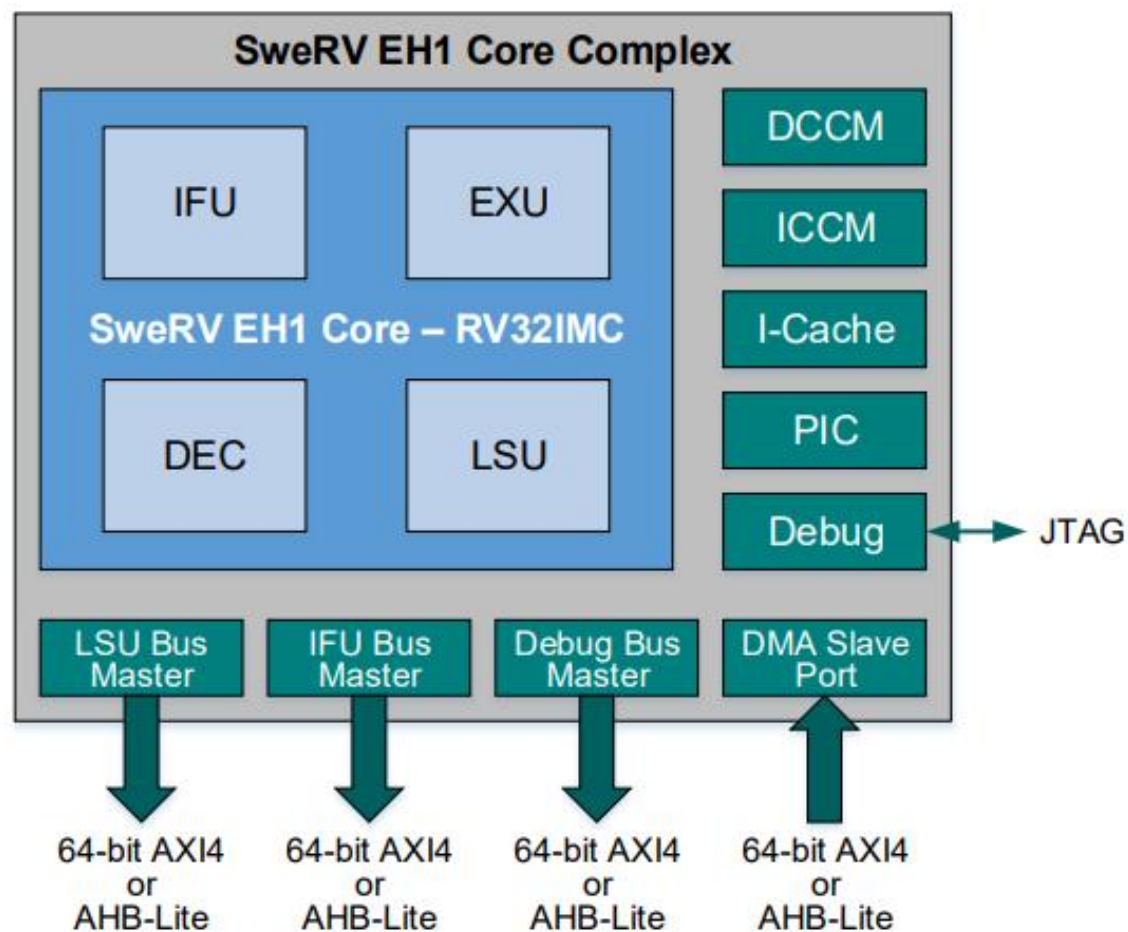 SweRV EH1 Core Complex
IFU
EXU
SweRV EH1 Core – RV32IMC
DEC
LSU
DCCM
ICCM
I-Cache
PIC
Debug
JTAG
LSU Bus
Master
IFU Bus
Master
Debug Bus
Master
DMA Slave
Port
64-bit AXI4
or
AHB-Lite
64-bit AXI4
or
AHB-Lite
64-bit AXI4
or
AHB-Lite
64-bit AXI4
or
AHB-Lite